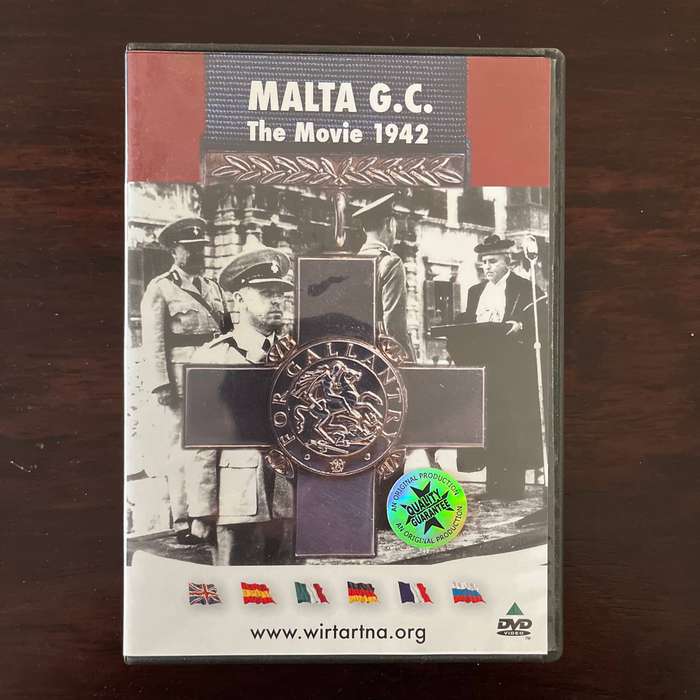 MALTA G.C.
The Movie 1942
FOR GALLANTRY
AN ORIGINAL PRODUCTION
QUALITY
GUARANTEE
AN ORIGINAL PRODUCTION
www.wirtartna.org
DVD
VIDEO
TM